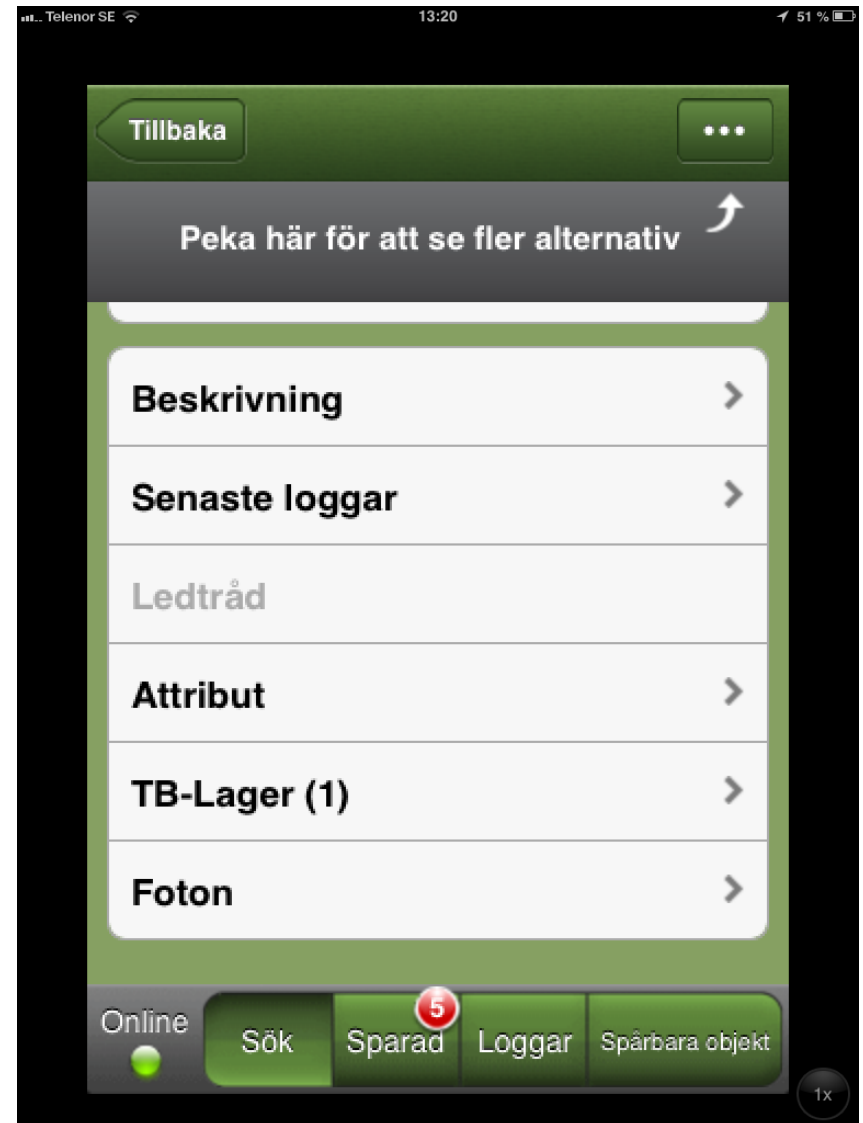 Telenor SE 13:20 51 %
Tillbaka
Peka här för att se fler alternativ
Beskrivning
Senaste loggar
Ledtråd
Attribut
TB-Lager (1)
Foton
5
Online Sök Sparad Loggar Spårbara objekt
1x